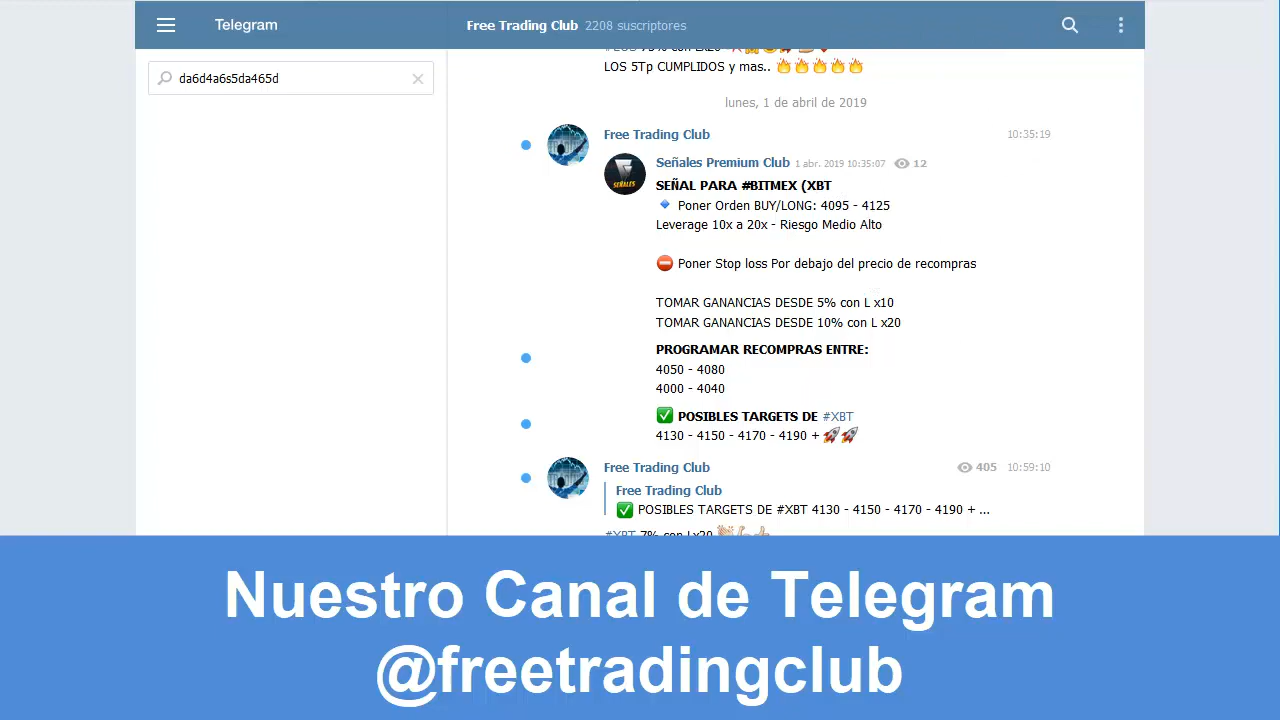 Telegram
Free Trading Club 2208 suscriptores
da6d4a6s5da465d
LOS 5Tp CUMPLIDOS y mas.. 🔥🔥🔥🔥🔥
lunes, 1 de abril de 2019
Free Trading Club 10:35:19
Señales Premium Club 1 abr. 2019 10:35:07 12
SEÑALES
SEÑAL PARA #BITMEX (XBT
🔹 Poner Orden BUY/LONG: 4095 - 4125
Leverage 10x a 20x - Riesgo Medio Alto
⛔ Poner Stop loss Por debajo del precio de recompras
TOMAR GANANCIAS DESDE 5% con L x10
TOMAR GANANCIAS DESDE 10% con L x20
PROGRAMAR RECOMPRAS ENTRE:
4050 - 4080
4000 - 4040
✅ POSIBLES TARGETS DE #XBT
4130 - 4150 - 4170 - 4190 + 🚀🚀
Free Trading Club 405 10:59:10
Free Trading Club
✅ POSIBLES TARGETS DE #XBT 4130 - 4150 - 4170 - 4190 + ...
#XBT 7% con Lx20
Nuestro Canal de Telegram
@freetradingclub